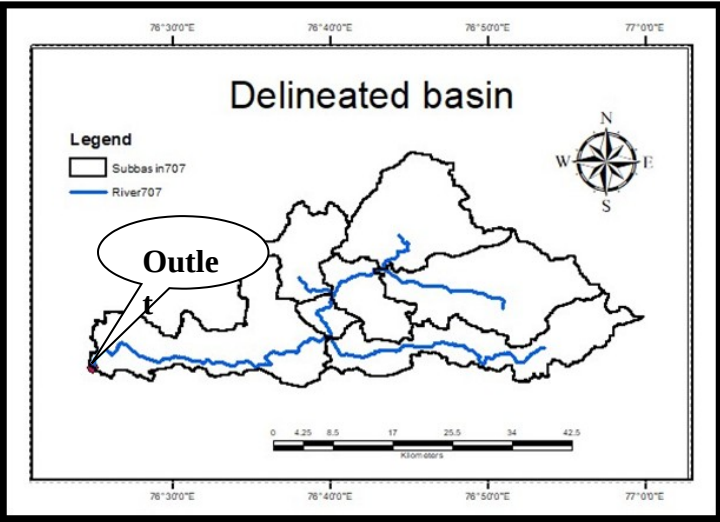 76°30'0"E 76°40'0"E 76°50'0"E 77°0'0"E
Delineated basin
Legend
Subbasin707
River707
N
W E
S
Outle
t
0 4.25 8.5 17 25.5 34 42.5
Kilometers
76°30'0"E 76°40'0"E 76°50'0"E 77°0'0"E